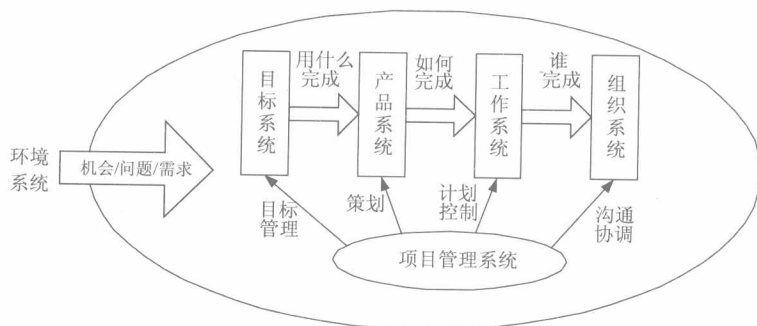 用什么
完成
如何
完成
谁
完成
目标系统
产品系统
工作系统
组织系统
环境
系统
机会/问题/需求
目标
管理
策划
计划
控制
沟通
协调
项目管理系统